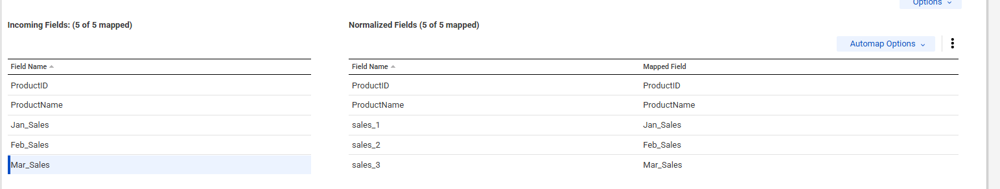 Options
Incoming Fields: (5 of 5 mapped)
Normalized Fields (5 of 5 mapped)
Automap Options
Field Name
Field Name Mapped Field
ProductID
ProductID ProductID
ProductName
ProductName ProductName
Jan_Sales
sales_1 Jan_Sales
Feb_Sales
sales_2 Feb_Sales
Mar_Sales
sales_3 Mar_Sales